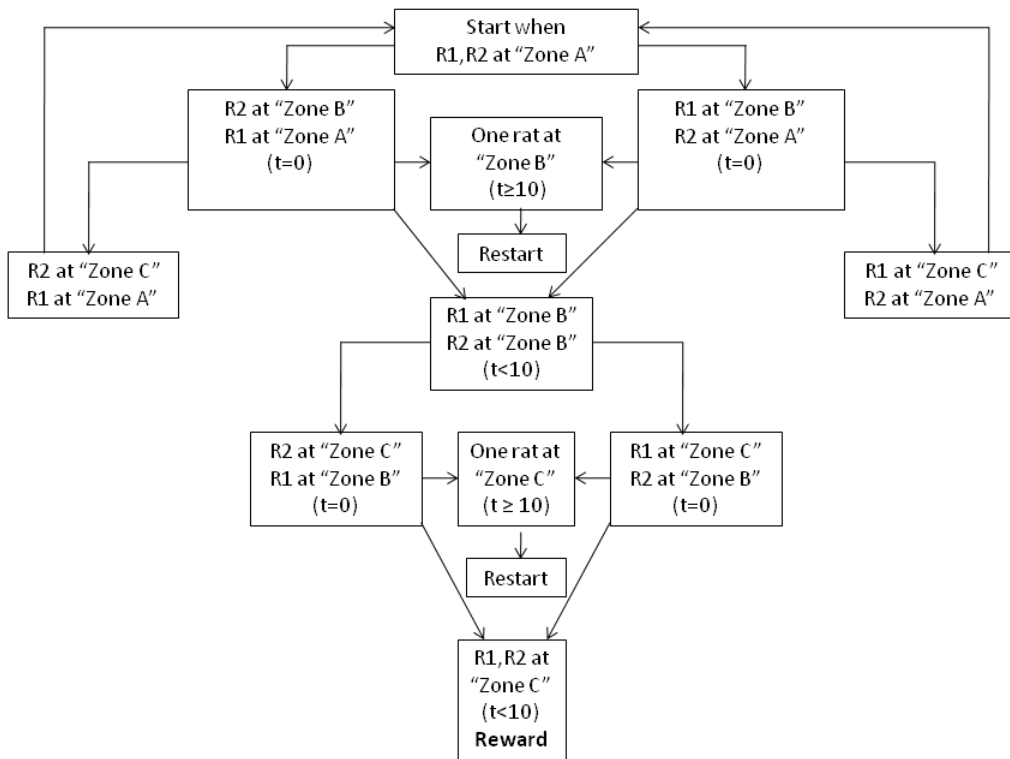 Start when
R1,R2 at “Zone A”
R2 at “Zone B”
R1 at “Zone A”
(t=0)
One rat at
“Zone B”
(t≥10)
R1 at “Zone B”
R2 at “Zone A”
(t=0)
Restart
R2 at “Zone C”
R1 at “Zone A”
R1 at “Zone C”
R2 at “Zone A”
R1 at “Zone B”
R2 at “Zone B”
(t<10)
R2 at “Zone C”
R1 at “Zone B”
(t=0)
One rat at
“Zone C”
(t ≥ 10)
R1 at “Zone C”
R2 at “Zone B”
(t=0)
Restart
R1,R2 at
“Zone C”
(t<10)
Reward